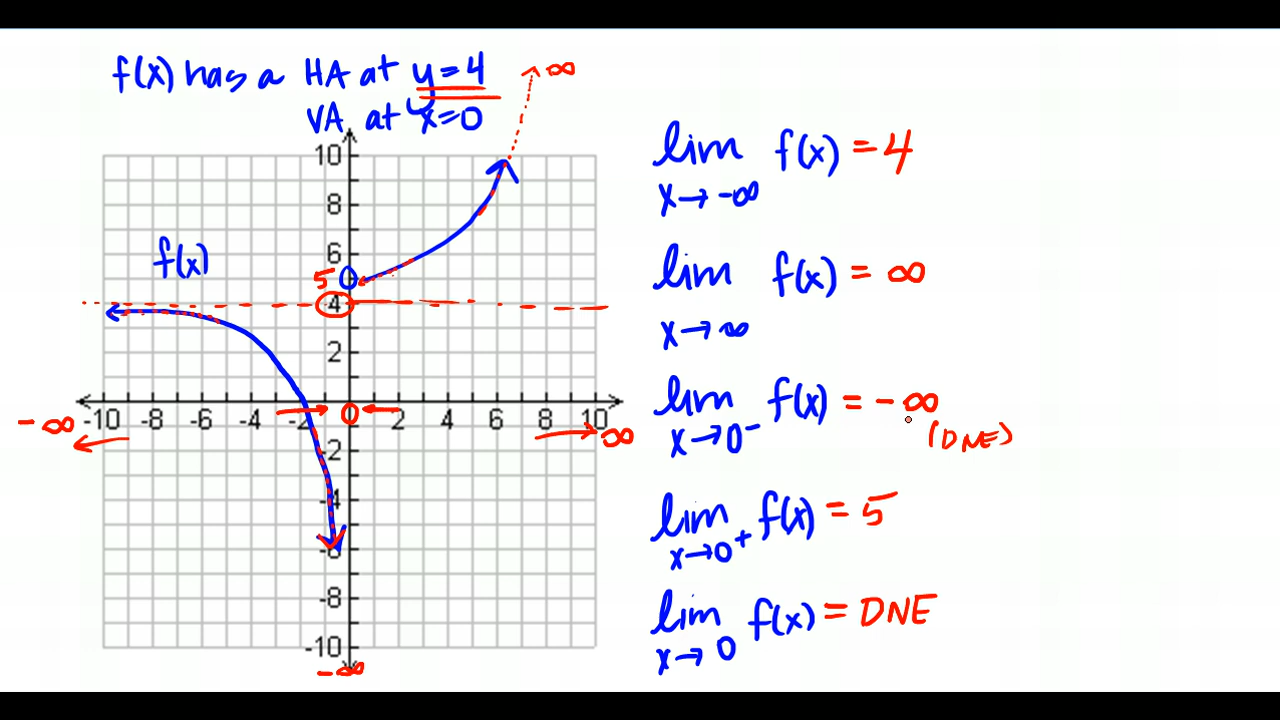 f(x) has a HA at y=4
VA at x=0
∞
10
8
6
5
4
2
f(x)
-10 -8 -6 -4 -2 0 2 4 6 8 10
-∞
∞
-2
-4
-6
-8
-10
-∞
lim f(x) = 4
x→-∞
lim f(x) = ∞
x→∞
lim f(x) = -∞
x→0⁻
(DNE)
lim f(x) = 5
x→0⁺
lim f(x) = DNE
x→0